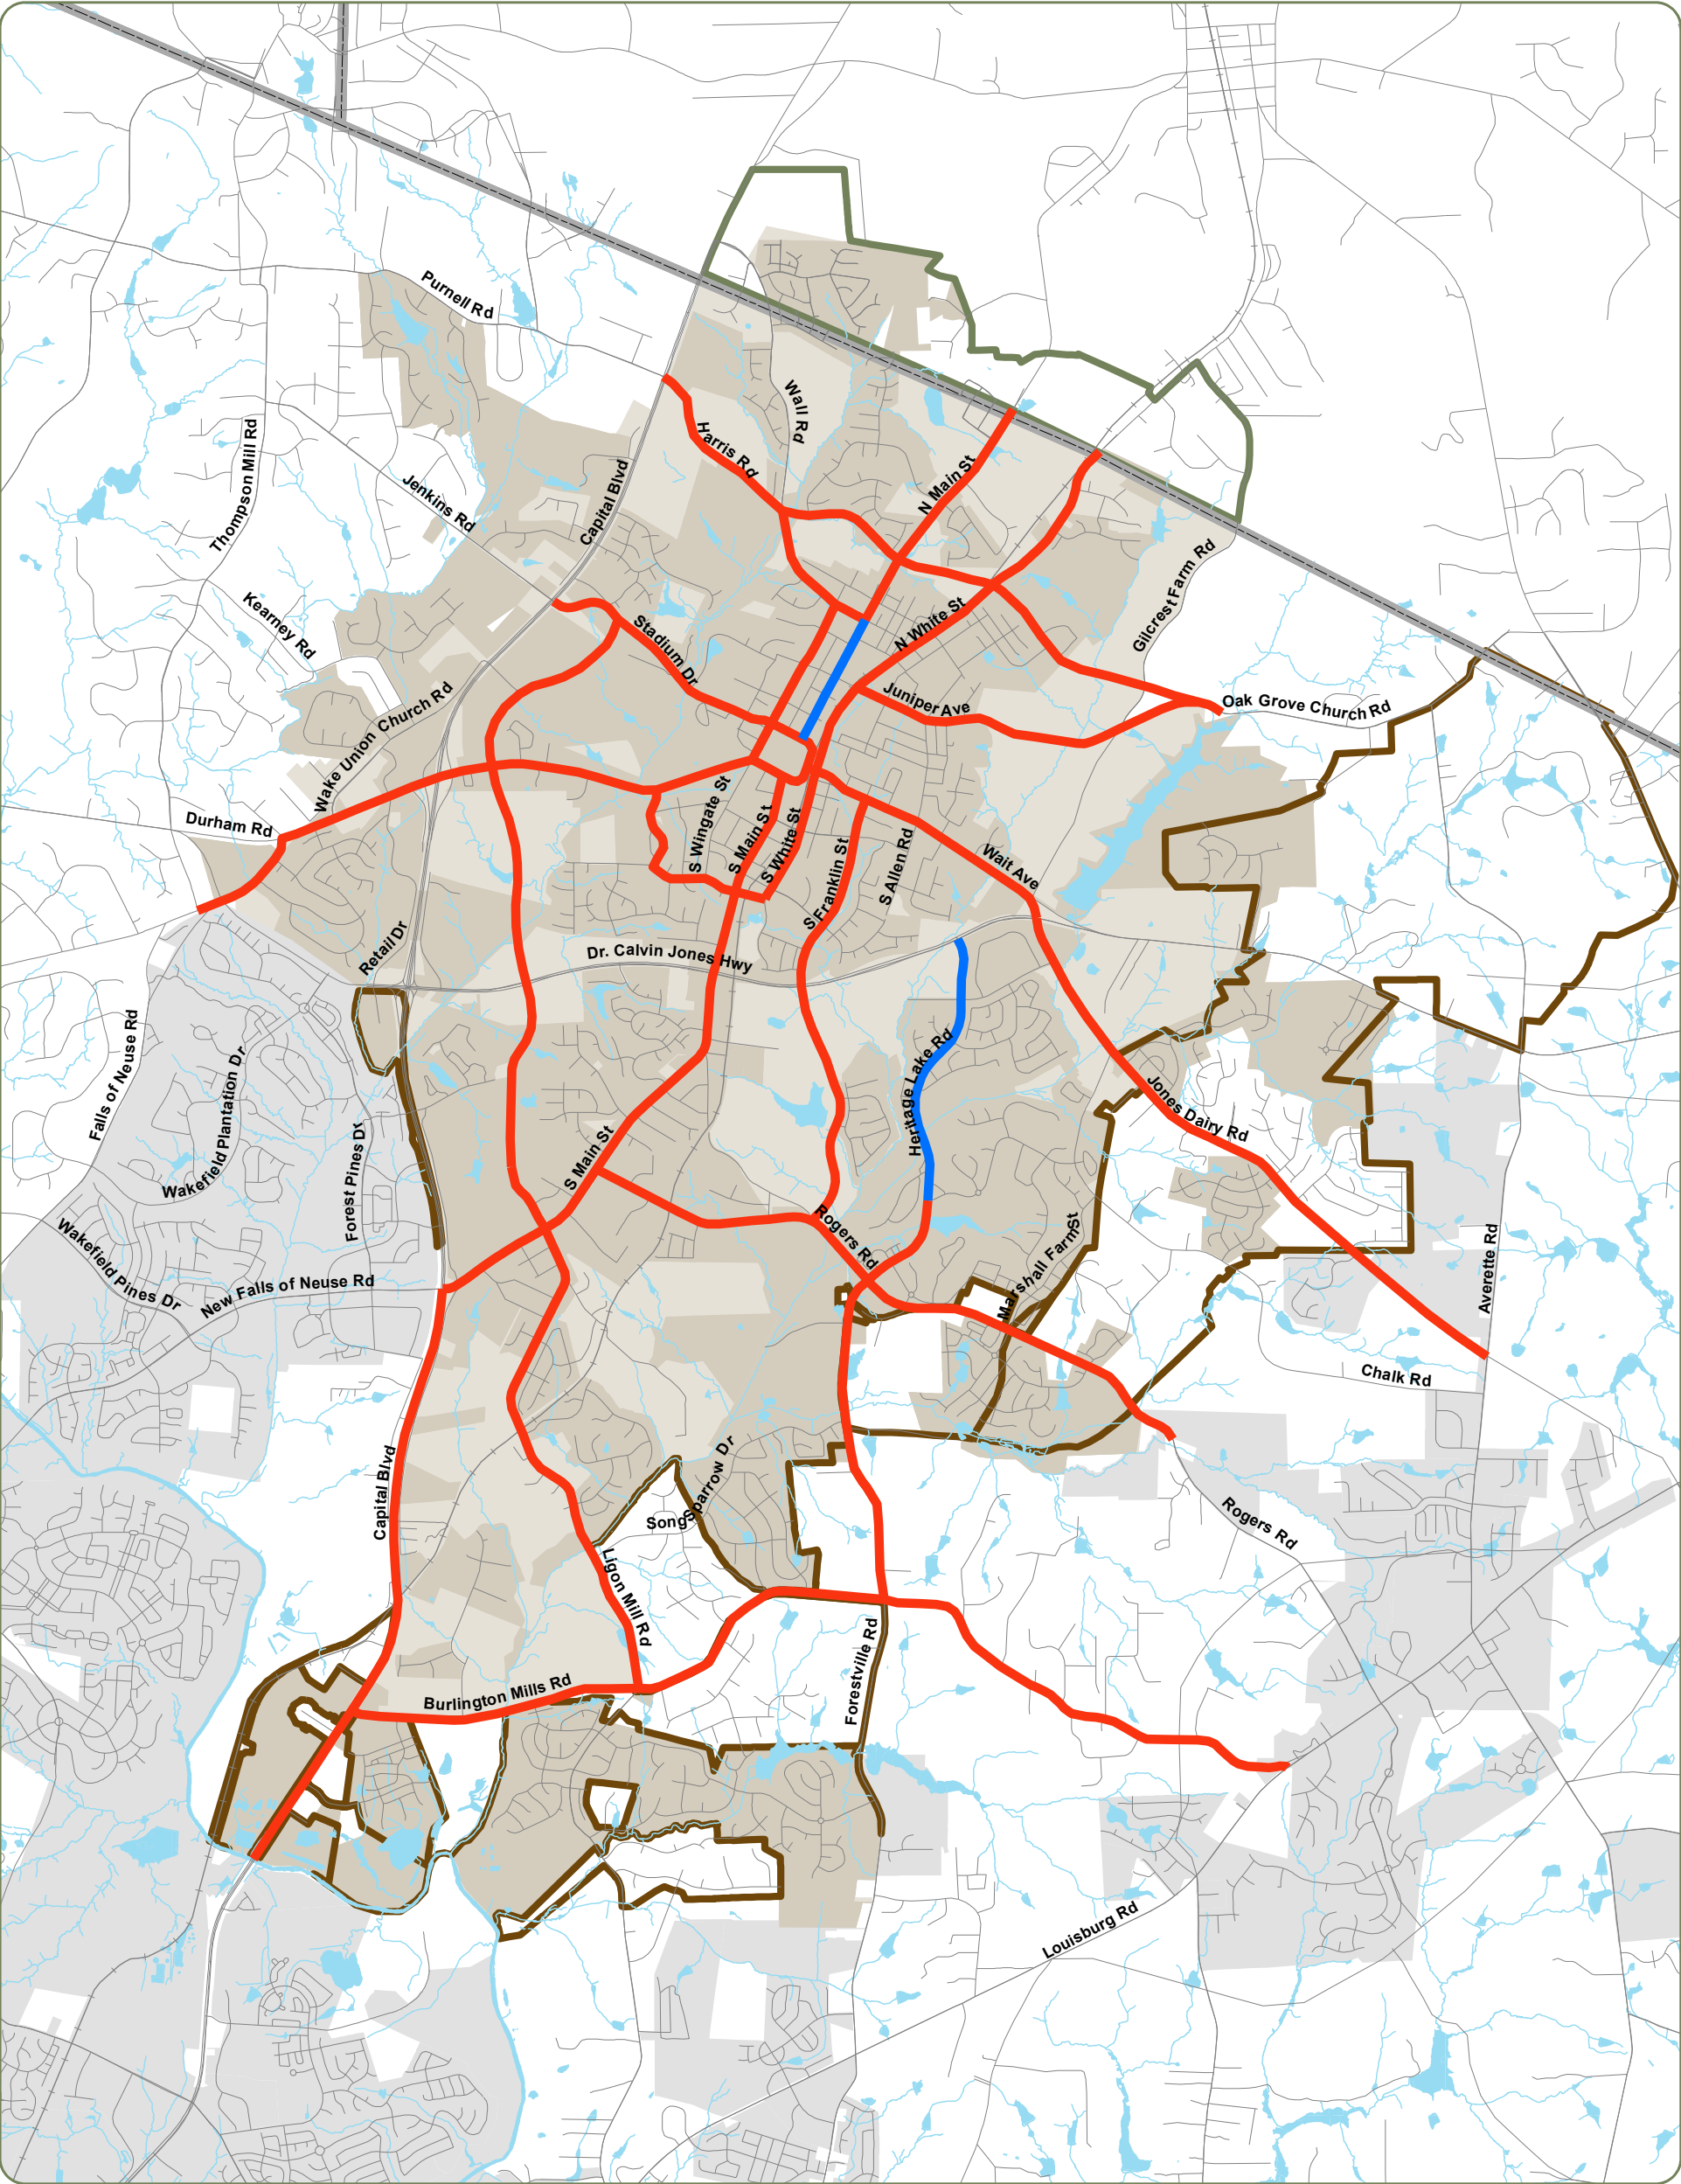 Purnell Rd
Wall Rd
Harris Rd
Thompson Mill Rd
Capital Blvd
N Main St
Jenkins Rd
Gilcrest Farm Rd
Kearney Rd
Stadium Dr
N White St
Juniper Ave
Oak Grove Church Rd
Wake Union Church Rd
Durham Rd
S Wingate St
S Main St
S White St
S Franklin St
S Allen Rd
Wait Ave
Retail Dr
Dr. Calvin Jones Hwy
Falls of Neuse Rd
Wakefield Plantation Dr
Heritage Lake Rd
Jones Dairy Rd
Forest Pines Dr
S Main St
Rogers Rd
Marshall Farm St
Wakefield Pines Dr
New Falls of Neuse Rd
Averette Rd
Chalk Rd
Capital Blvd
Song Sparrow Dr
Rogers Rd
Ligon Mill Rd
Forestville Rd
Burlington Mills Rd
Louisburg Rd